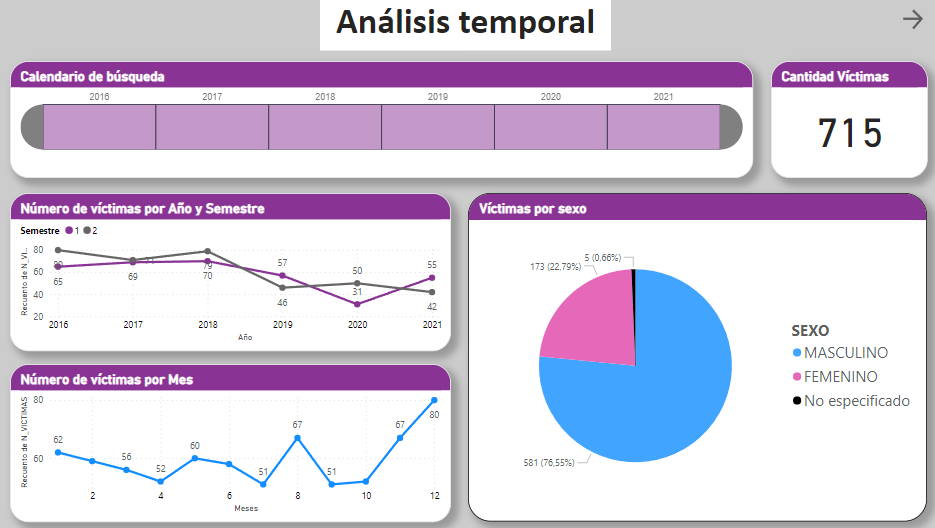 Análisis temporal
Calendario de búsqueda
2016 2017 2018 2019 2020 2021
Cantidad Víctimas
715
Número de víctimas por Año y Semestre
Semestre 1 2
Recuento de N_VI...
80
60
40
20
80 71 79 57 50 55
65 69 70 46 31 42
2016 2017 2018 2019 2020 2021
Año
Número de víctimas por Mes
Recuento de N_VICTIMAS
80
60
62 56 52 60 51 67 51 67 80
2 4 6 8 10 12
Meses
Víctimas por sexo
5 (0.66%)
173 (22,79%)
581 (76,55%)
SEXO
MASCULINO
FEMENINO
No especificado